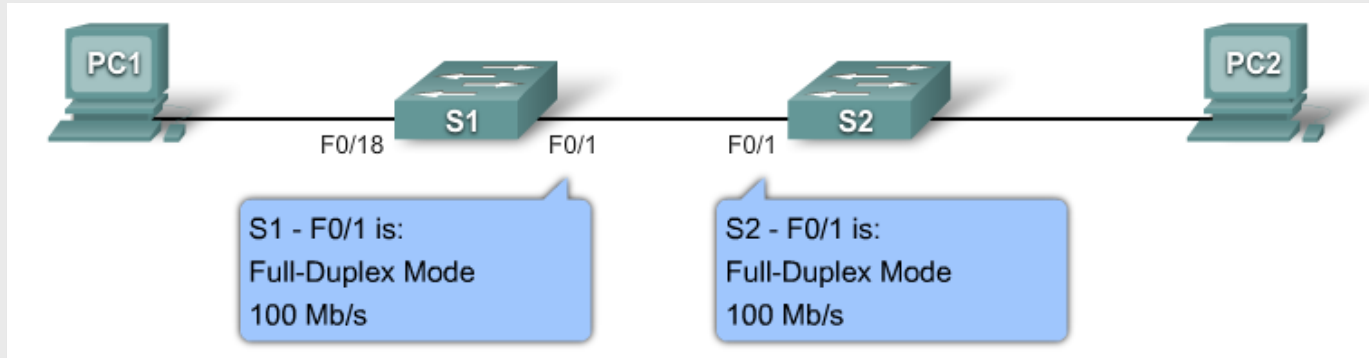 PC1
S1
S2
PC2
F0/18
F0/1
F0/1
S1 - F0/1 is:
Full-Duplex Mode
100 Mb/s
S2 - F0/1 is:
Full-Duplex Mode
100 Mb/s